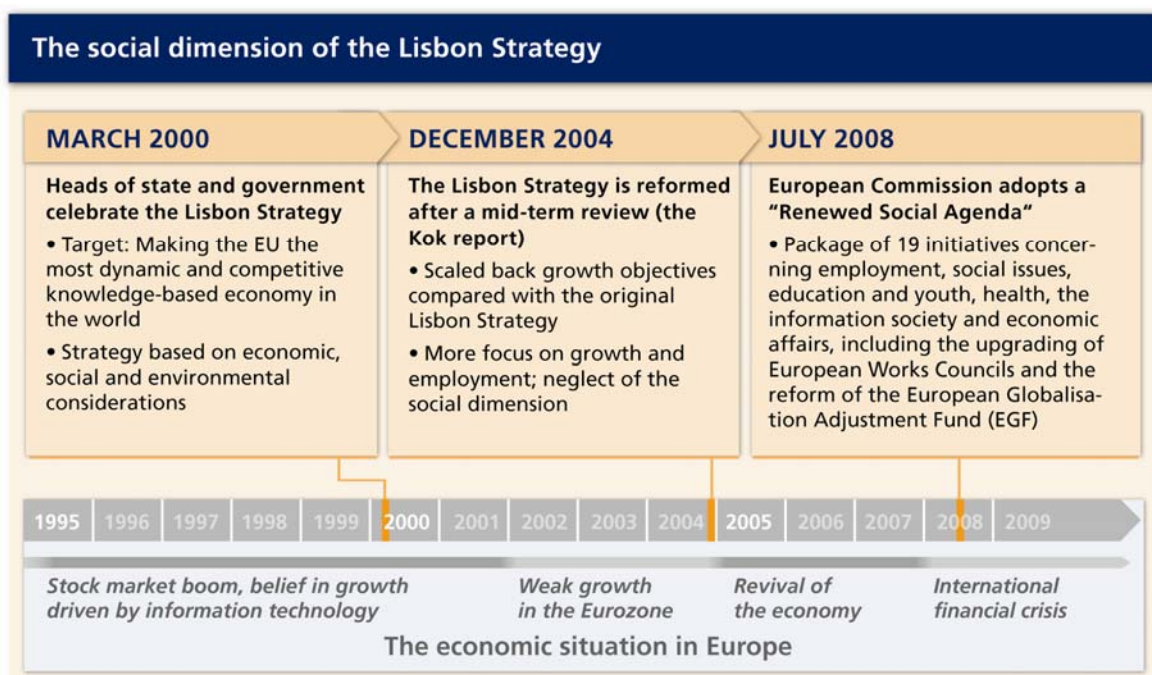 The social dimension of the Lisbon Strategy
MARCH 2000
Heads of state and government
celebrate the Lisbon Strategy
• Target: Making the EU the
most dynamic and competitive
knowledge-based economy in
the world
• Strategy based on economic,
social and environmental
considerations
DECEMBER 2004
The Lisbon Strategy is reformed
after a mid-term review (the
Kok report)
• Scaled back growth objectives
compared with the original
Lisbon Strategy
• More focus on growth and
employment; neglect of the
social dimension
JULY 2008
European Commission adopts a
“Renewed Social Agenda“
• Package of 19 initiatives concer-
ning employment, social issues,
education and youth, health, the
information society and economic
affairs, including the upgrading of
European Works Councils and the
reform of the European Globalisa-
tion Adjustment Fund (EGF)
1995 1996 1997 1998 1999 2000 2001 2002 2003 2004 2005 2006 2007 2008 2009
Stock market boom, belief in growth
driven by information technology
Weak growth
in the Eurozone
Revival of
the economy
International
financial crisis
The economic situation in Europe